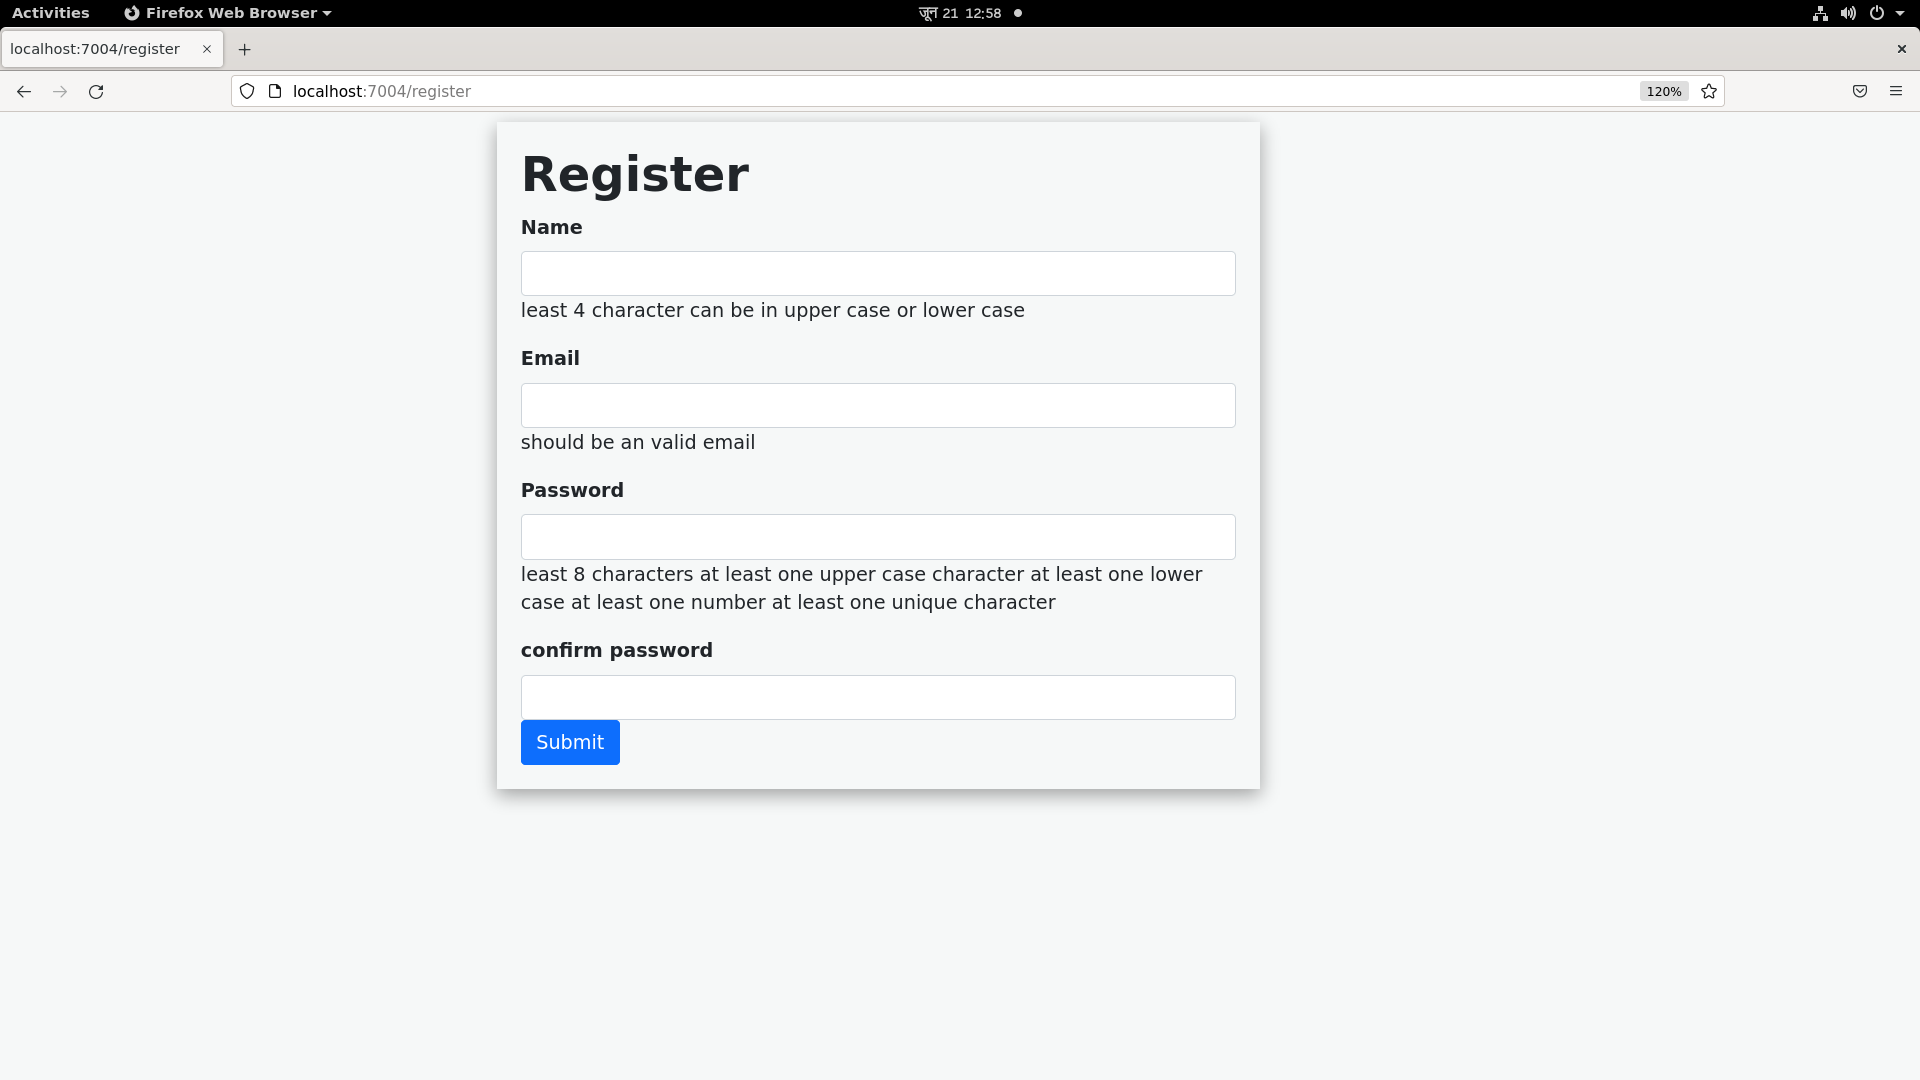 Activities Firefox Web Browser जून 21 12:58
localhost:7004/register
localhost:7004/register 120%
Register
Name
least 4 character can be in upper case or lower case
Email
should be an valid email
Password
least 8 characters at least one upper case character at least one lower
case at least one number at least one unique character
confirm password
Submit